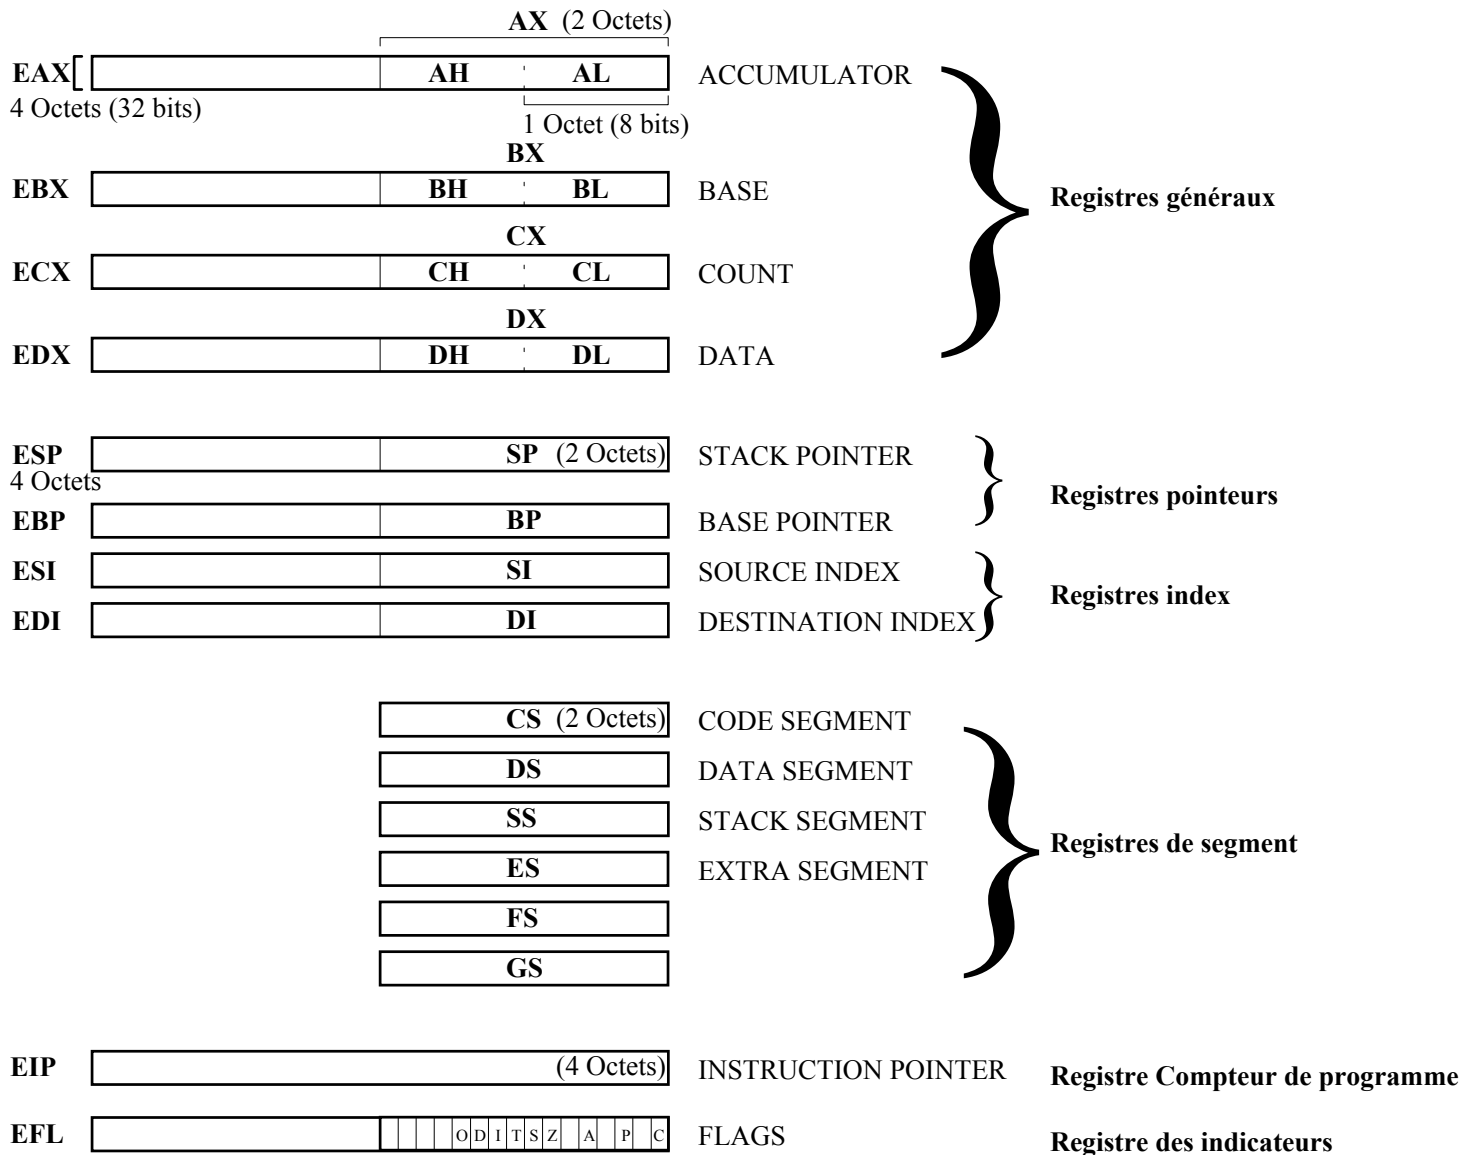 AX (2 Octets)
EAX AH AL ACCUMULATOR
4 Octets (32 bits)
1 Octet (8 bits)
BX
EBX BH BL BASE
Registres généraux
CX
ECX CH CL COUNT
DX
EDX DH DL DATA
ESP SP (2 Octets) STACK POINTER
4 Octets
Registres pointeurs
EBP BP BASE POINTER
ESI SI SOURCE INDEX
Registres index
EDI DI DESTINATION INDEX
CS (2 Octets) CODE SEGMENT
DS DATA SEGMENT
SS STACK SEGMENT
Registres de segment
ES EXTRA SEGMENT
FS
GS
EIP (4 Octets) INSTRUCTION POINTER Registre Compteur de programme
EFL O D I T S Z A P C FLAGS Registre des indicateurs